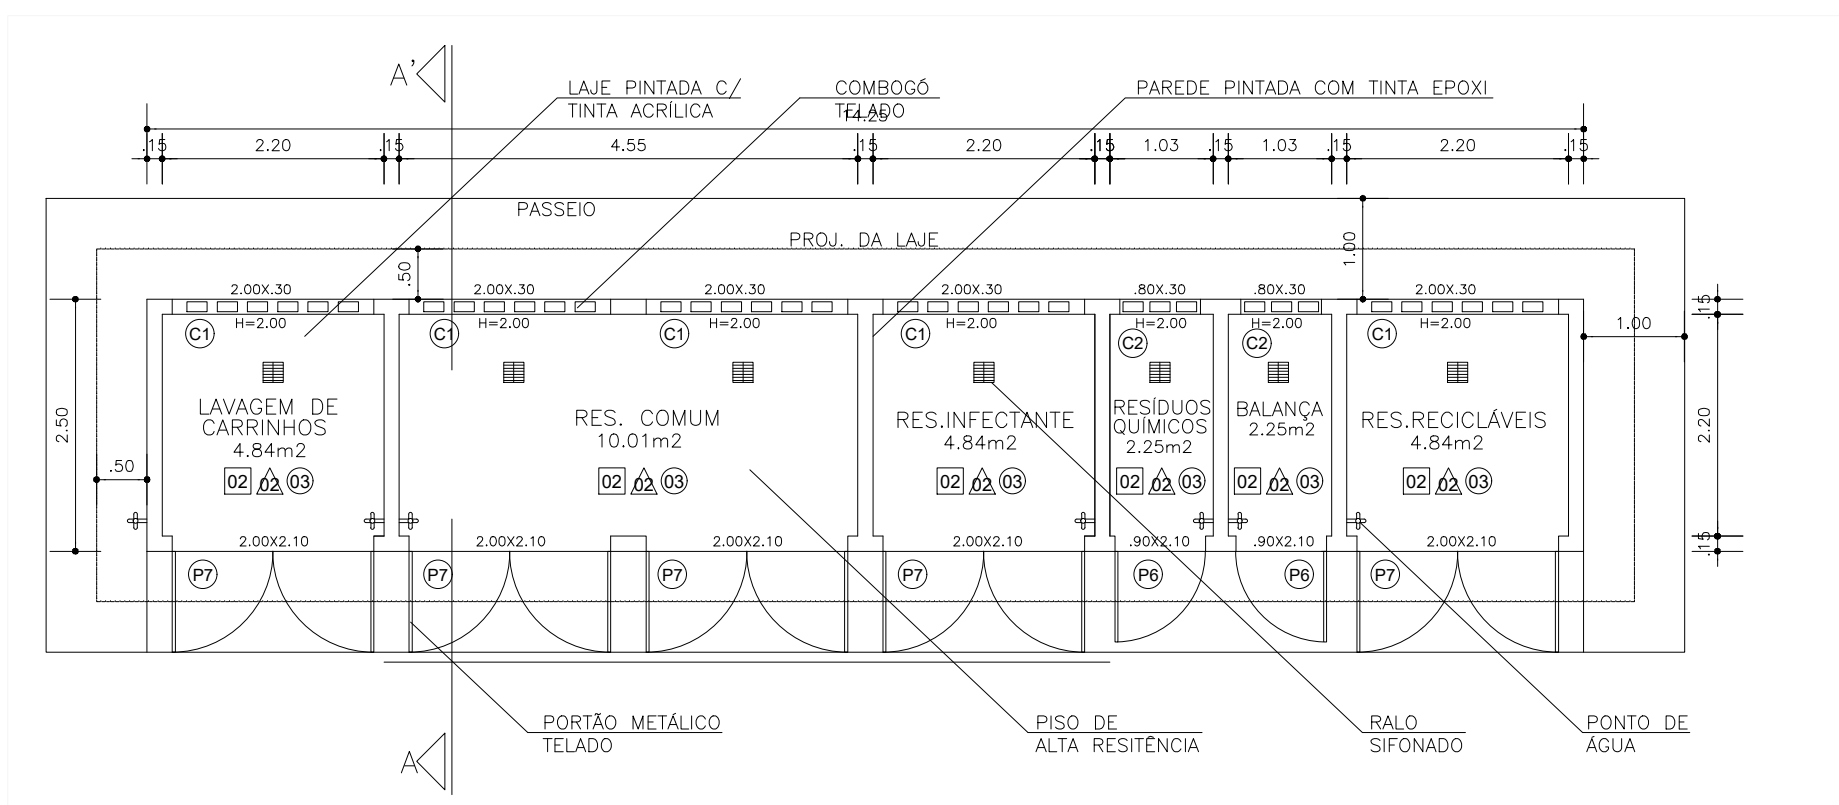 A'
LAJE PINTADA C/
TINTA ACRÍLICA
COMBOGÓ
TELADO
PAREDE PINTADA COM TINTA EPOXI
14.25
.15
2.20
.15
4.55
.15
2.20
.15
1.03
.15
1.03
.15
2.20
.15
PASSEIO
PROJ. DA LAJE
.50
1.00
2.00X.30
2.00X.30
2.00X.30
2.00X.30
.80X.30
.80X.30
2.00X.30
H=2.00
H=2.00
H=2.00
H=2.00
H=2.00
H=2.00
H=2.00
C1
C1
C1
C1
C2
C2
C1
.15
1.00
2.50
2.20
.15
.50
LAVAGEM DE
CARRINHOS
4.84m2
02 02 03
RES. COMUM
10.01m2
02 02 03
RES.INFECTANTE
4.84m2
02 02 03
RESÍDUOS
QUÍMICOS
2.25m2
02 02 03
BALANÇA
2.25m2
02 02 03
RES.RECICLÁVEIS
4.84m2
02 02 03
2.00X2.10
2.00X2.10
2.00X2.10
2.00X2.10
.90X2.10
.90X2.10
2.00X2.10
P7
P7
P7
P7
P6
P6
P7
PORTÃO METÁLICO
TELADO
PISO DE
ALTA RESITÊNCIA
RALO
SIFONADO
PONTO DE
ÁGUA
A